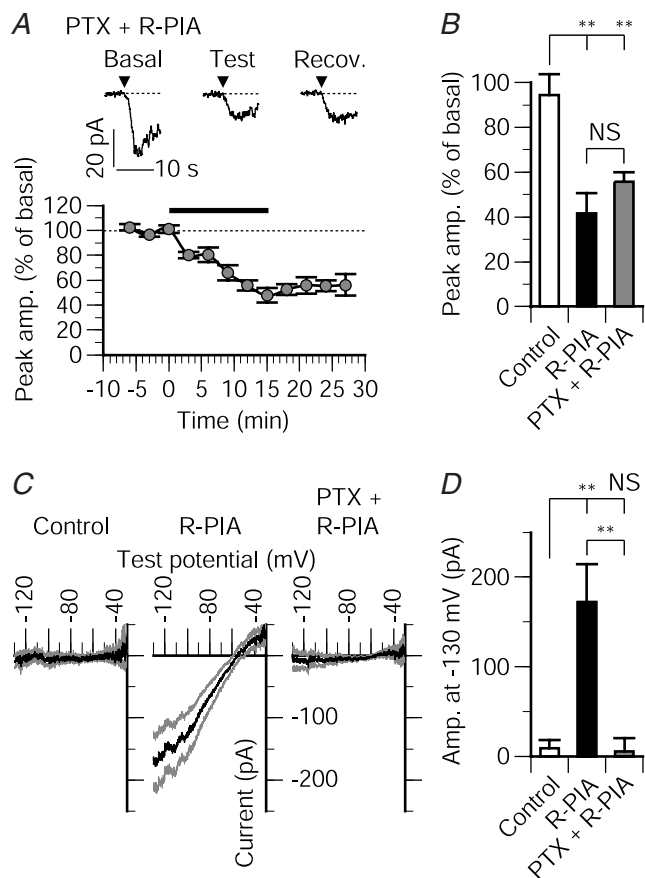 A
PTX + R-PIA
Basal
Test
Recov.
20 pA
10 s
Peak amp. (% of basal)
120
100
80
60
40
20
0
-10 -5 0 5 10 15 20 25 30
Time (min)
B
** **
NS
Peak amp. (% of basal)
100
80
60
40
20
0
Control
R-PIA
PTX + R-PIA
C
Control
R-PIA
PTX +
R-PIA
Test potential (mV)
-120 -80 -40
-120 -80 -40
-120 -80 -40
-100
-200
Current (pA)
D
** NS
**
Amp. at -130 mV (pA)
200
100
0
Control
R-PIA
PTX + R-PIA